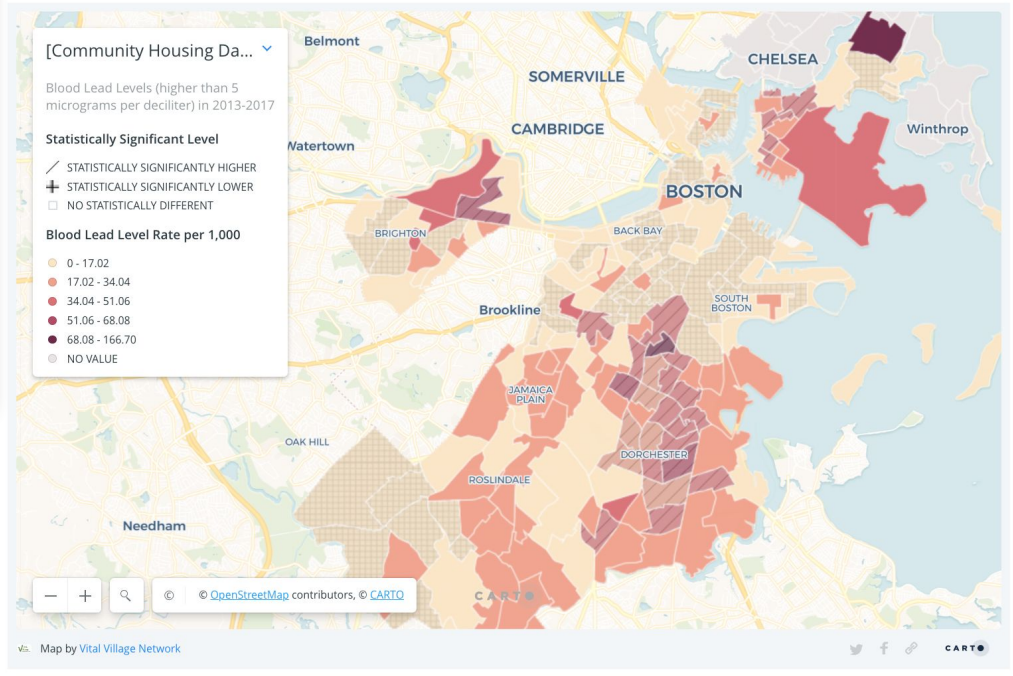 [Community Housing Da...
Blood Lead Levels (higher than 5
micrograms per deciliter) in 2013-2017
Statistically Significant Level
STATISTICALLY SIGNIFICANTLY HIGHER
STATISTICALLY SIGNIFICANTLY LOWER
NO STATISTICALLY DIFFERENT
Blood Lead Level Rate per 1,000
0 - 17.02
17.02 - 34.04
34.04 - 51.06
51.06 - 68.08
68.08 - 166.70
NO VALUE
Belmont
CHELSEA
SOMERVILLE
CAMBRIDGE
Winthrop
Watertown
BOSTON
BRIGHTON
BACK BAY
SOUTH
BOSTON
Brookline
JAMAICA
PLAIN
OAK HILL
DORCHESTER
ROSLINDALE
Needham
© © OpenStreetMap contributors, © CARTO
CARTO
Map by Vital Village Network
CARTO